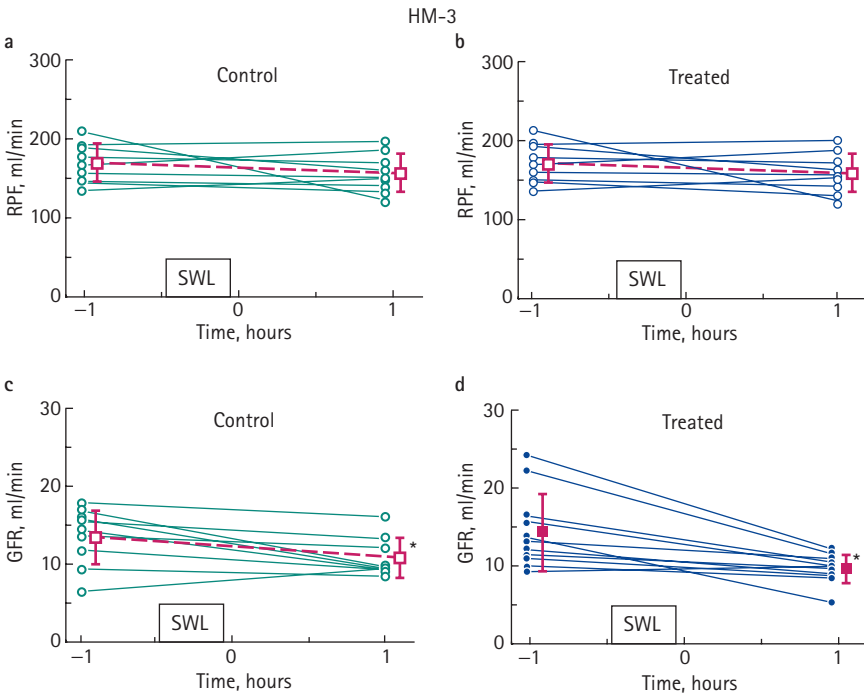 HM-3
a
Control
300
200
100
0
RPF, ml/min
SWL
−1 0 1
Time, hours
b
Treated
300
200
100
0
RPF, ml/min
SWL
−1 0 1
Time, hours
c
Control
30
20
10
0
GFR, ml/min
*
SWL
−1 0 1
Time, hours
d
Treated
30
20
10
0
GFR, ml/min
*
SWL
−1 0 1
Time, hours